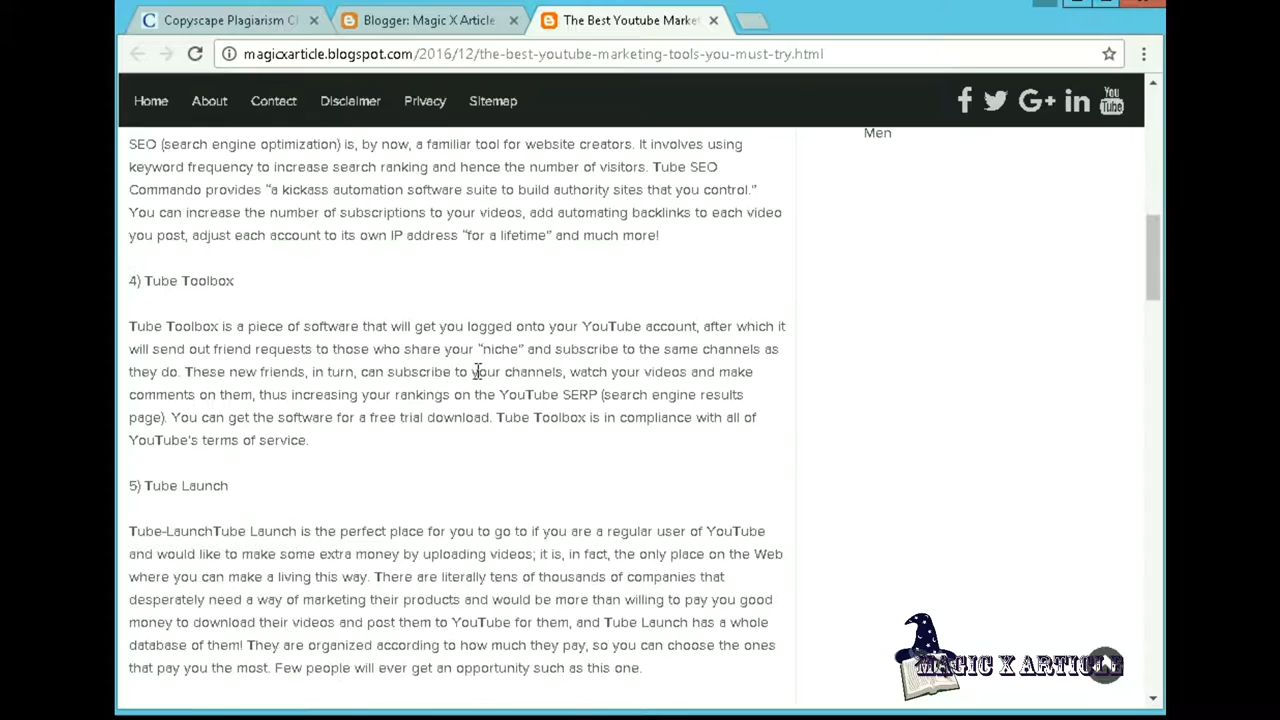 Copyscape Plagiarism C
Blogger: Magic X Article
The Best Youtube Marke
magicxarticle.blogspot.com/2016/12/the-best-youtube-marketing-tools-you-must-try.html
Home About Contact Disclaimer Privacy Sitemap
You Tube
Men
SEO (search engine optimization) is, by now, a familiar tool for website creators. It involves using
keyword frequency to increase search ranking and hence the number of visitors. Tube SEO
Commando provides "a kickass automation software suite to build authority sites that you control."
You can increase the number of subscriptions to your videos, add automating backlinks to each video
you post, adjust each account to its own IP address "for a lifetime" and much more!
4) Tube Toolbox
Tube Toolbox is a piece of software that will get you logged onto your YouTube account, after which it
will send out friend requests to those who share your "niche" and subscribe to the same channels as
they do. These new friends, in turn, can subscribe to your channels, watch your videos and make
comments on them, thus increasing your rankings on the YouTube SERP (search engine results
page). You can get the software for a free trial download. Tube Toolbox is in compliance with all of
YouTube's terms of service.
5) Tube Launch
Tube-LaunchTube Launch is the perfect place for you to go to if you are a regular user of YouTube
and would like to make some extra money by uploading videos; it is, in fact, the only place on the Web
where you can make a living this way. There are literally tens of thousands of companies that
desperately need a way of marketing their products and would be more than willing to pay you good
money to download their videos and post them to YouTube for them, and Tube Launch has a whole
database of them! They are organized according to how much they pay, so you can choose the ones
that pay you the most. Few people will ever get an opportunity such as this one.
MAGIC X ARTICLE